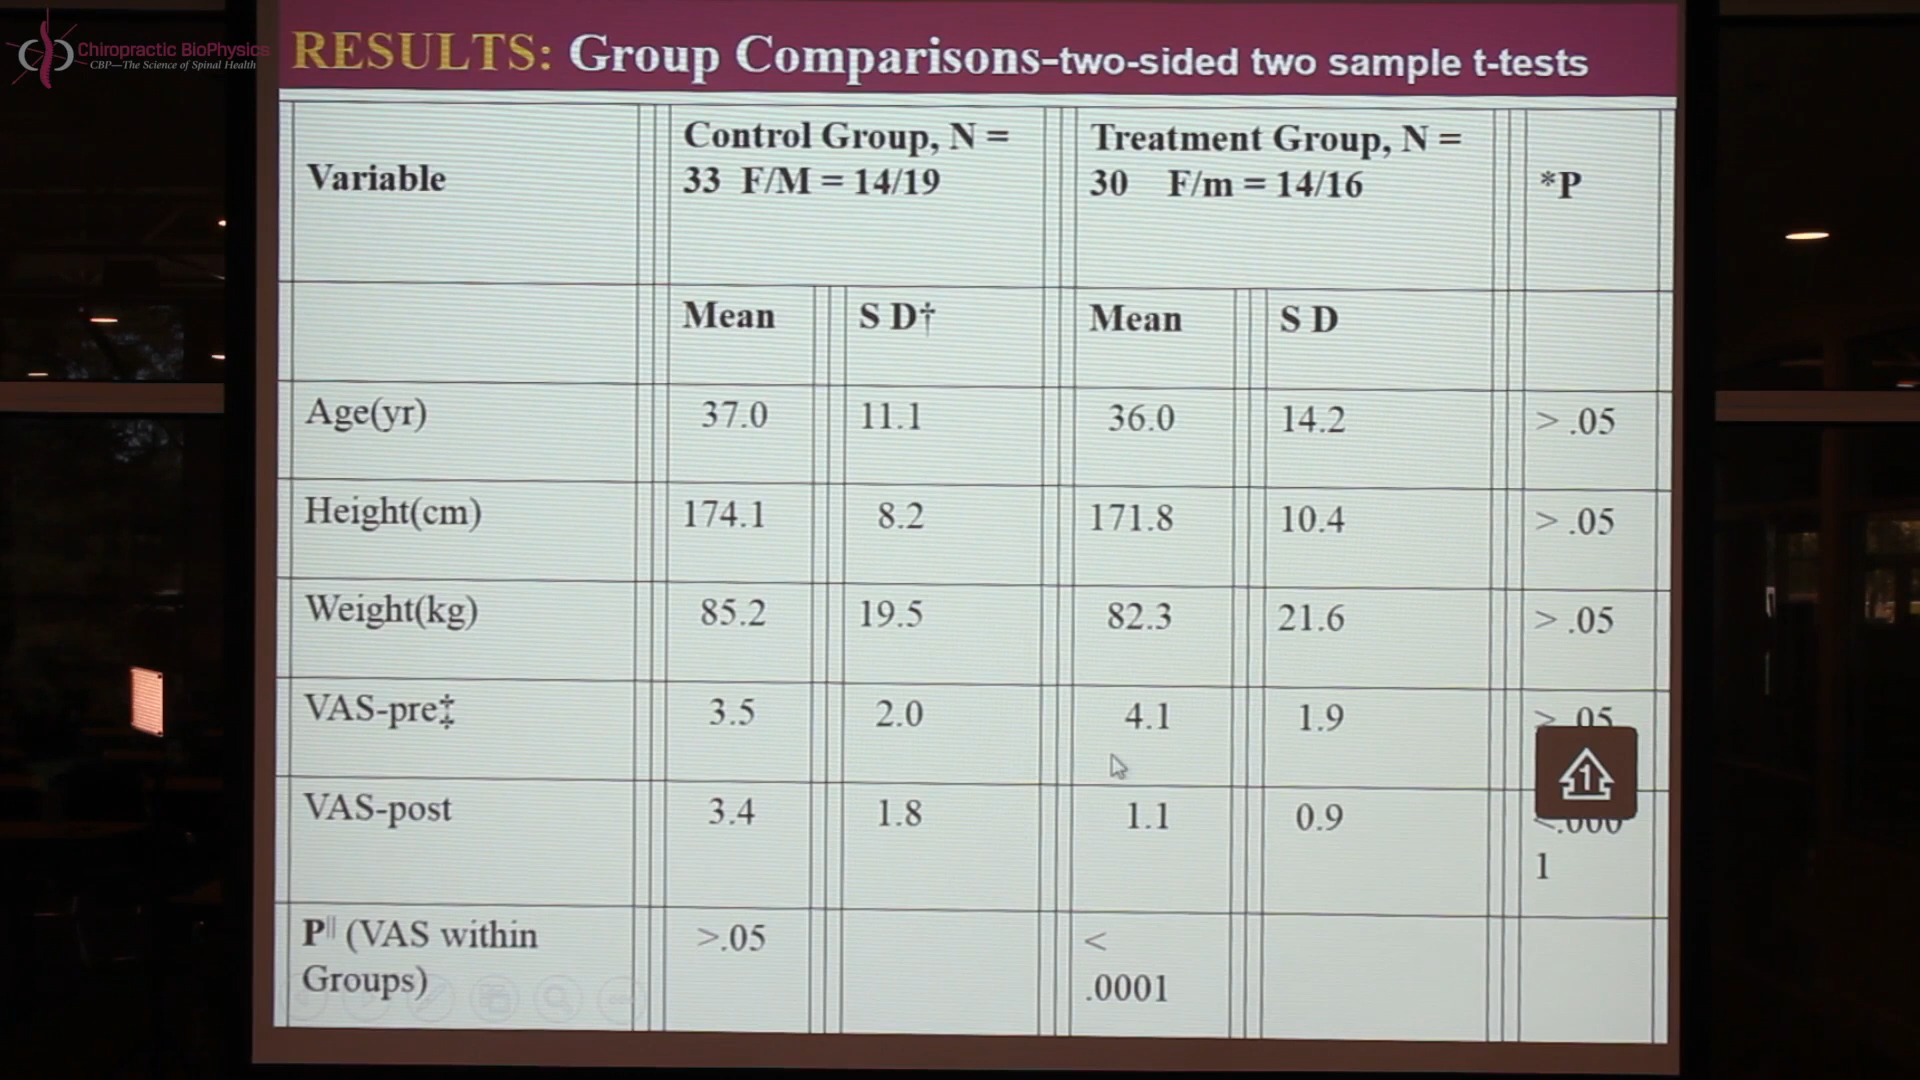 Chiropractic BioPhysics
CBP—The Science of Spinal Health
RESULTS: Group Comparisons-two-sided two sample t-tests
Variable
Control Group, N =
33 F/M = 14/19
Treatment Group, N =
30 F/m = 14/16
*P
Mean S D† Mean S D
Age(yr) 37.0 11.1 36.0 14.2 > .05
Height(cm) 174.1 8.2 171.8 10.4 > .05
Weight(kg) 85.2 19.5 82.3 21.6 > .05
VAS-pre‡ 3.5 2.0 4.1 1.9 > .05
1
VAS-post 3.4 1.8 1.1 0.9 <.000
1
P|| (VAS within
Groups)
>.05
<
.0001